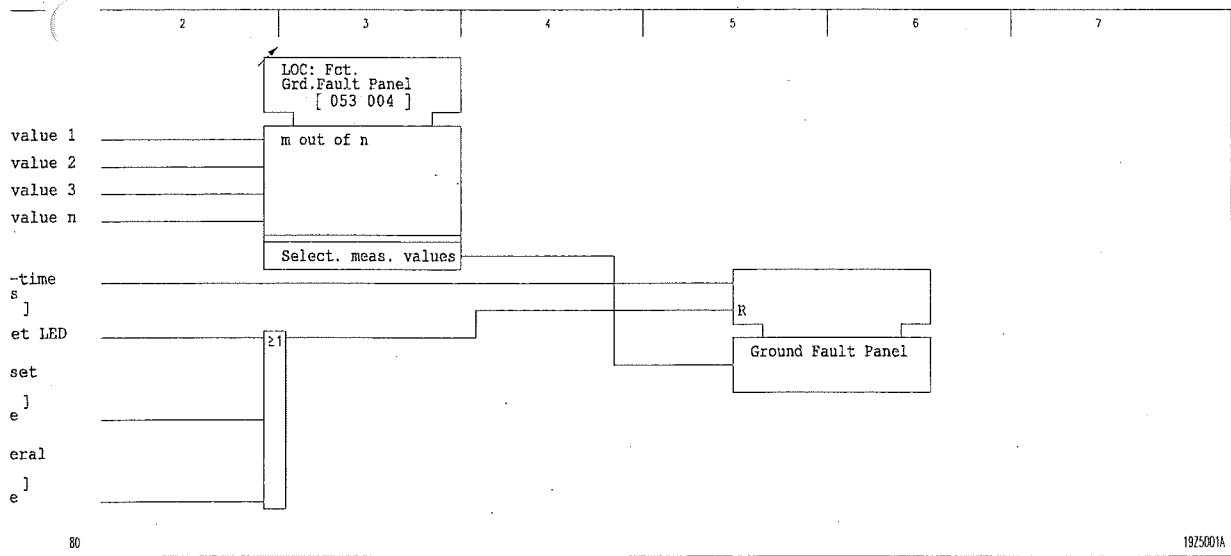 2 3 4 5 6 7
LOC: Fct.
Grd.Fault Panel
[ 053 004 ]
value 1
m out of n
value 2
value 3
value n
Select. meas. values
-time
s
]
R
et LED
≥1
Ground Fault Panel
set
]
e
eral
]
e
80
19Z5001A